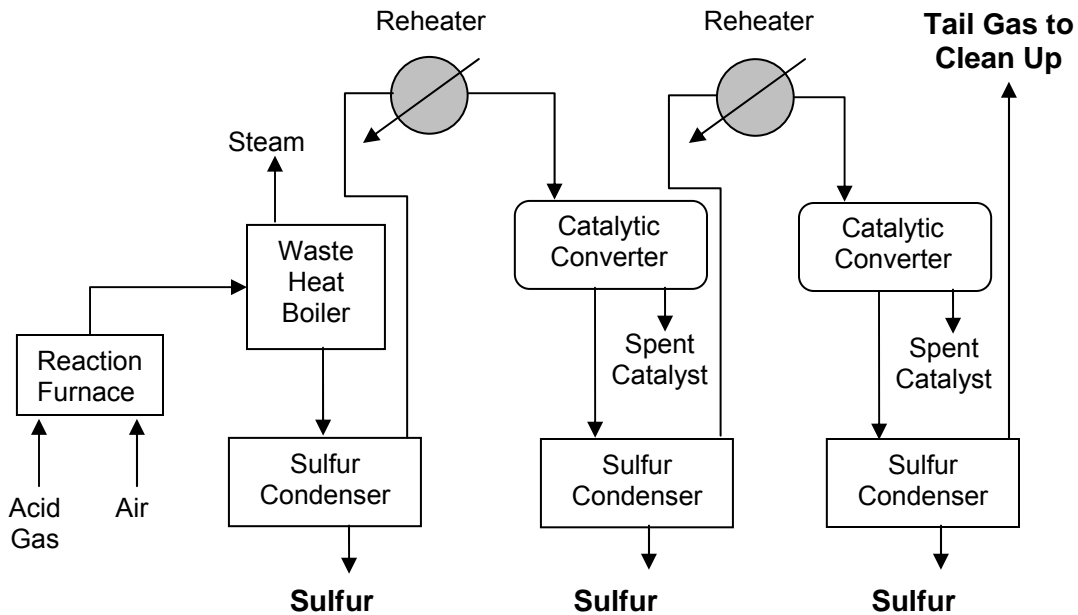 Reheater
Reheater
Tail Gas to
Clean Up
Steam
Waste
Heat
Boiler
Catalytic
Converter
Catalytic
Converter
Reaction
Furnace
Spent
Catalyst
Spent
Catalyst
Sulfur
Condenser
Sulfur
Condenser
Sulfur
Condenser
Acid
Gas
Air
Sulfur
Sulfur
Sulfur